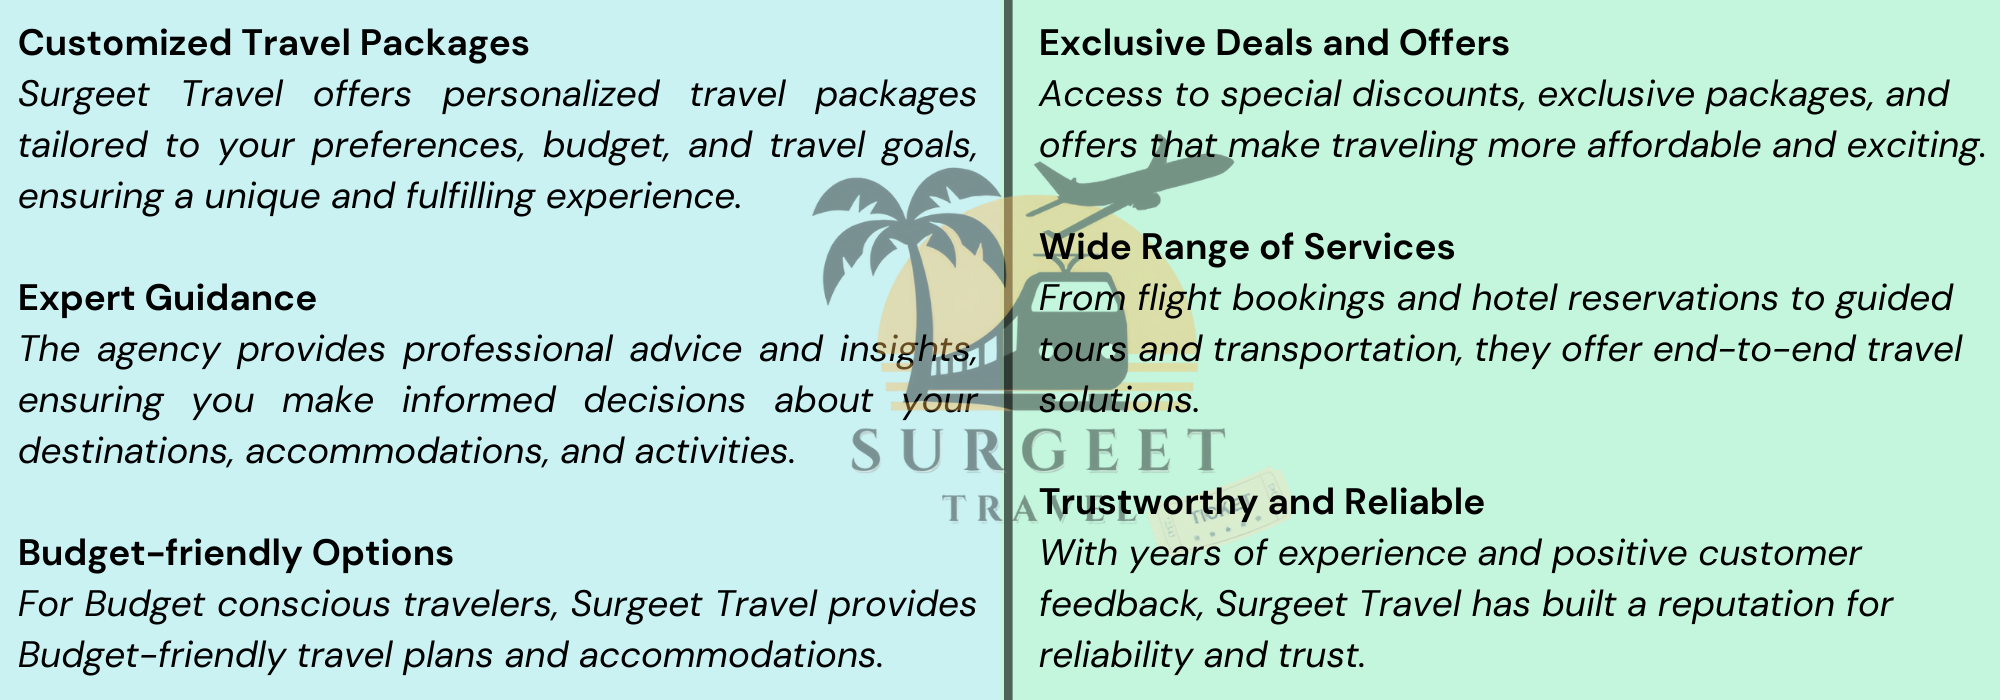 Customized Travel Packages
Surgeet Travel offers personalized travel packages
tailored to your preferences, budget, and travel goals,
ensuring a unique and fulfilling experience.
Expert Guidance
The agency provides professional advice and insights,
ensuring you make informed decisions about your
destinations, accommodations, and activities.
Budget-friendly Options
For Budget conscious travelers, Surgeet Travel provides
Budget-friendly travel plans and accommodations.
Exclusive Deals and Offers
Access to special discounts, exclusive packages, and
offers that make traveling more affordable and exciting.
Wide Range of Services
From flight bookings and hotel reservations to guided
tours and transportation, they offer end-to-end travel
solutions.
Trustworthy and Reliable
With years of experience and positive customer
feedback, Surgeet Travel has built a reputation for
reliability and trust.
SURGEET
TRAVEL
TICKET